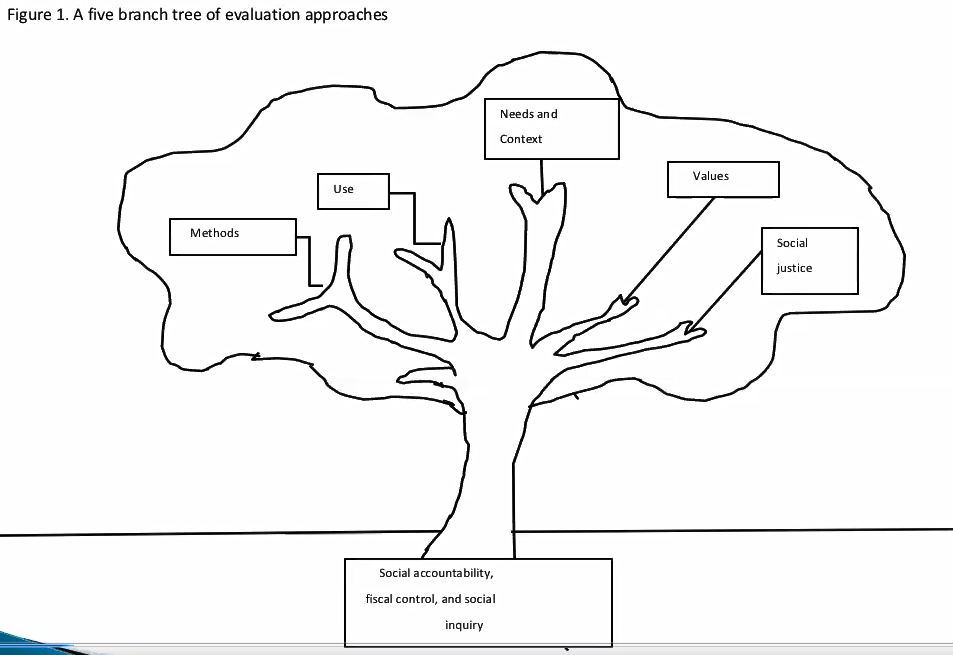 Figure 1. A five branch tree of evaluation approaches
Needs and
Context
Values
Use
Methods
Social
justice
Social accountability,
fiscal control, and social
inquiry